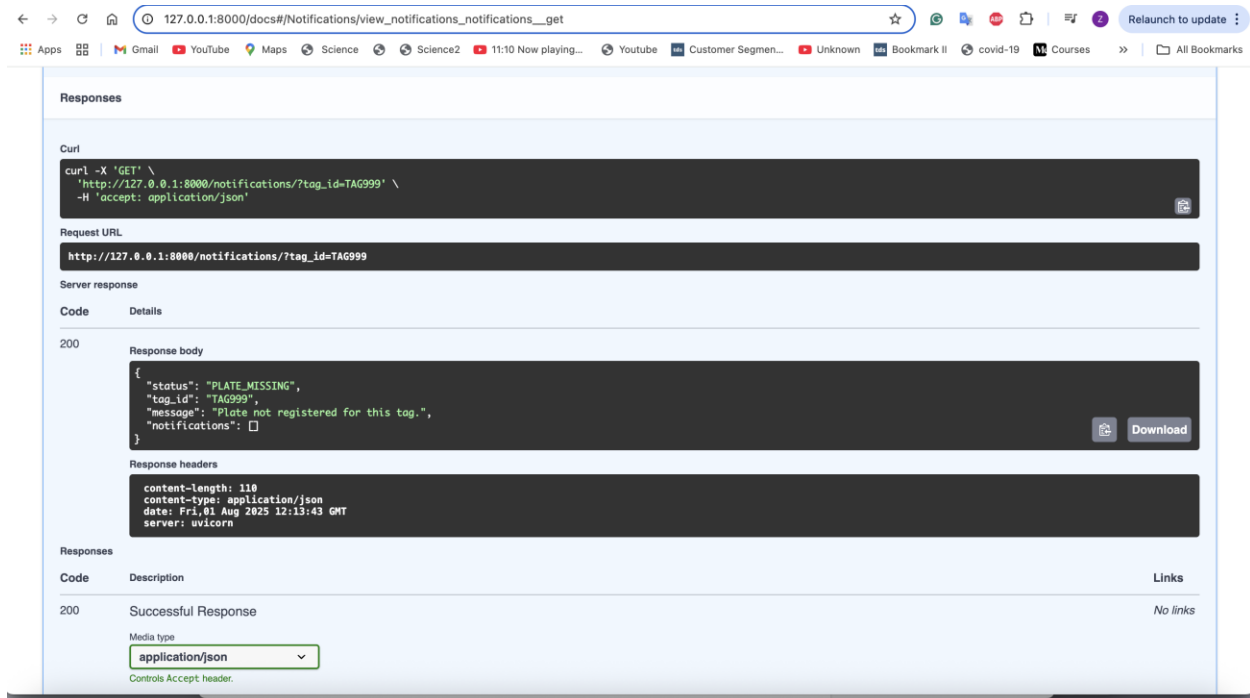 127.0.0.1:8000/docs#/Notifications/view_notifications_notifications__get
ABP
Z
Relaunch to update
Apps
Gmail
YouTube
Maps
Science
Science2
11:10 Now playing...
Youtube
tds
Customer Segmen...
Unknown
tds
Bookmark II
covid-19
Courses
»
All Bookmarks
Responses
Curl
curl -X 'GET' \
'http://127.0.0.1:8000/notifications/?tag_id=TAG999' \
-H 'accept: application/json'
Request URL
http://127.0.0.1:8000/notifications/?tag_id=TAG999
Server response
Code Details
200
Response body
{
"status": "PLATE_MISSING",
"tag_id": "TAG999",
"message": "Plate not registered for this tag.",
"notifications": []
}
Download
Response headers
content-length: 110
content-type: application/json
date: Fri,01 Aug 2025 12:13:43 GMT
server: uvicorn
Responses
Code Description Links
200 Successful Response No links
Media type
application/json
Controls Accept header.